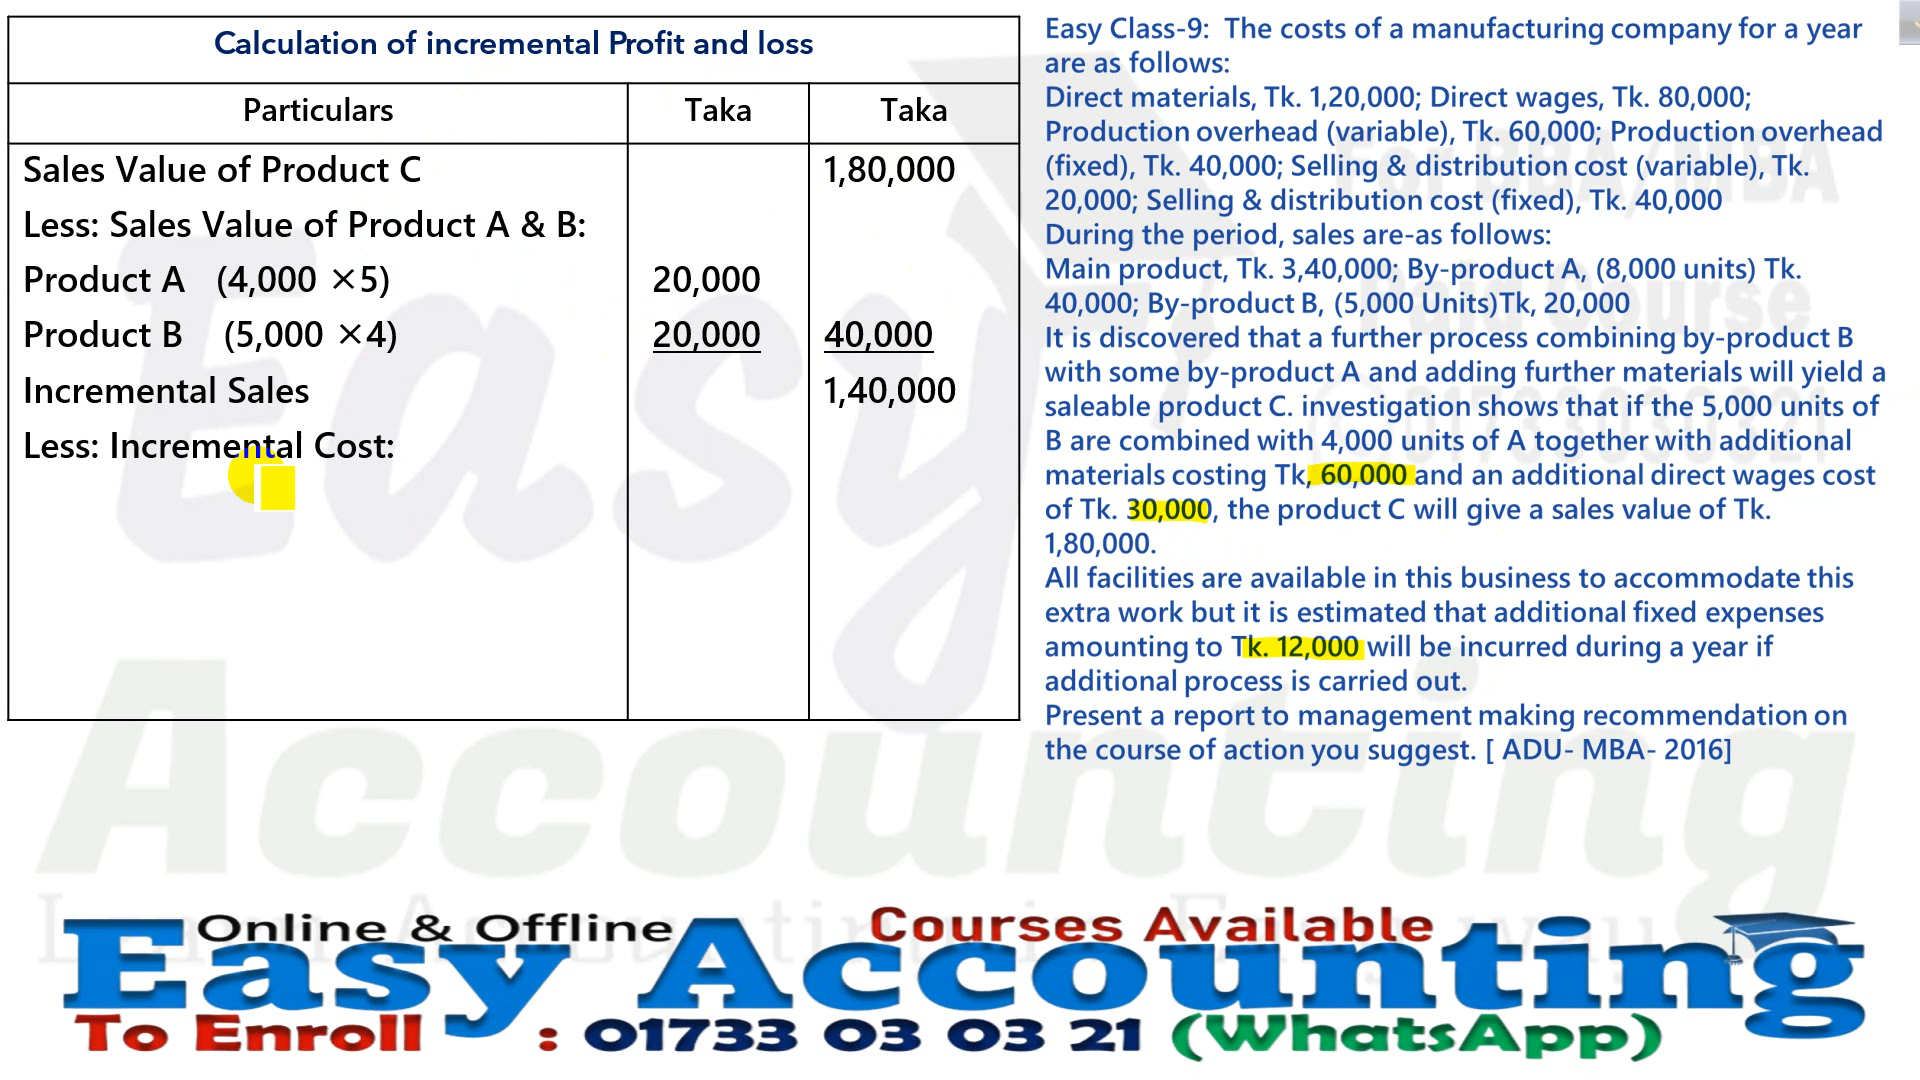 Calculation of incremental Profit and loss
Particulars Taka Taka
Sales Value of Product C 1,80,000
Less: Sales Value of Product A & B:
Product A (4,000 ×5) 20,000
Product B (5,000 ×4) 20,000 40,000
Incremental Sales 1,40,000
Less: Incremental Cost:
Easy Class-9: The costs of a manufacturing company for a year
are as follows:
Direct materials, Tk. 1,20,000; Direct wages, Tk. 80,000;
Production overhead (variable), Tk. 60,000; Production overhead
(fixed), Tk. 40,000; Selling & distribution cost (variable), Tk.
20,000; Selling & distribution cost (fixed), Tk. 40,000
During the period, sales are-as follows:
Main product, Tk. 3,40,000; By-product A, (8,000 units) Tk.
40,000; By-product B, (5,000 Units)Tk, 20,000
It is discovered that a further process combining by-product B
with some by-product A and adding further materials will yield a
saleable product C. investigation shows that if the 5,000 units of
B are combined with 4,000 units of A together with additional
materials costing Tk, 60,000 and an additional direct wages cost
of Tk. 30,000, the product C will give a sales value of Tk.
1,80,000.
All facilities are available in this business to accommodate this
extra work but it is estimated that additional fixed expenses
amounting to Tk. 12,000 will be incurred during a year if
additional process is carried out.
Present a report to management making recommendation on
the course of action you suggest. [ ADU- MBA- 2016]
Easy
Accounting
Online & Offline Courses Available
Easy Accounting
To Enroll : 01733 03 03 21 (WhatsApp)